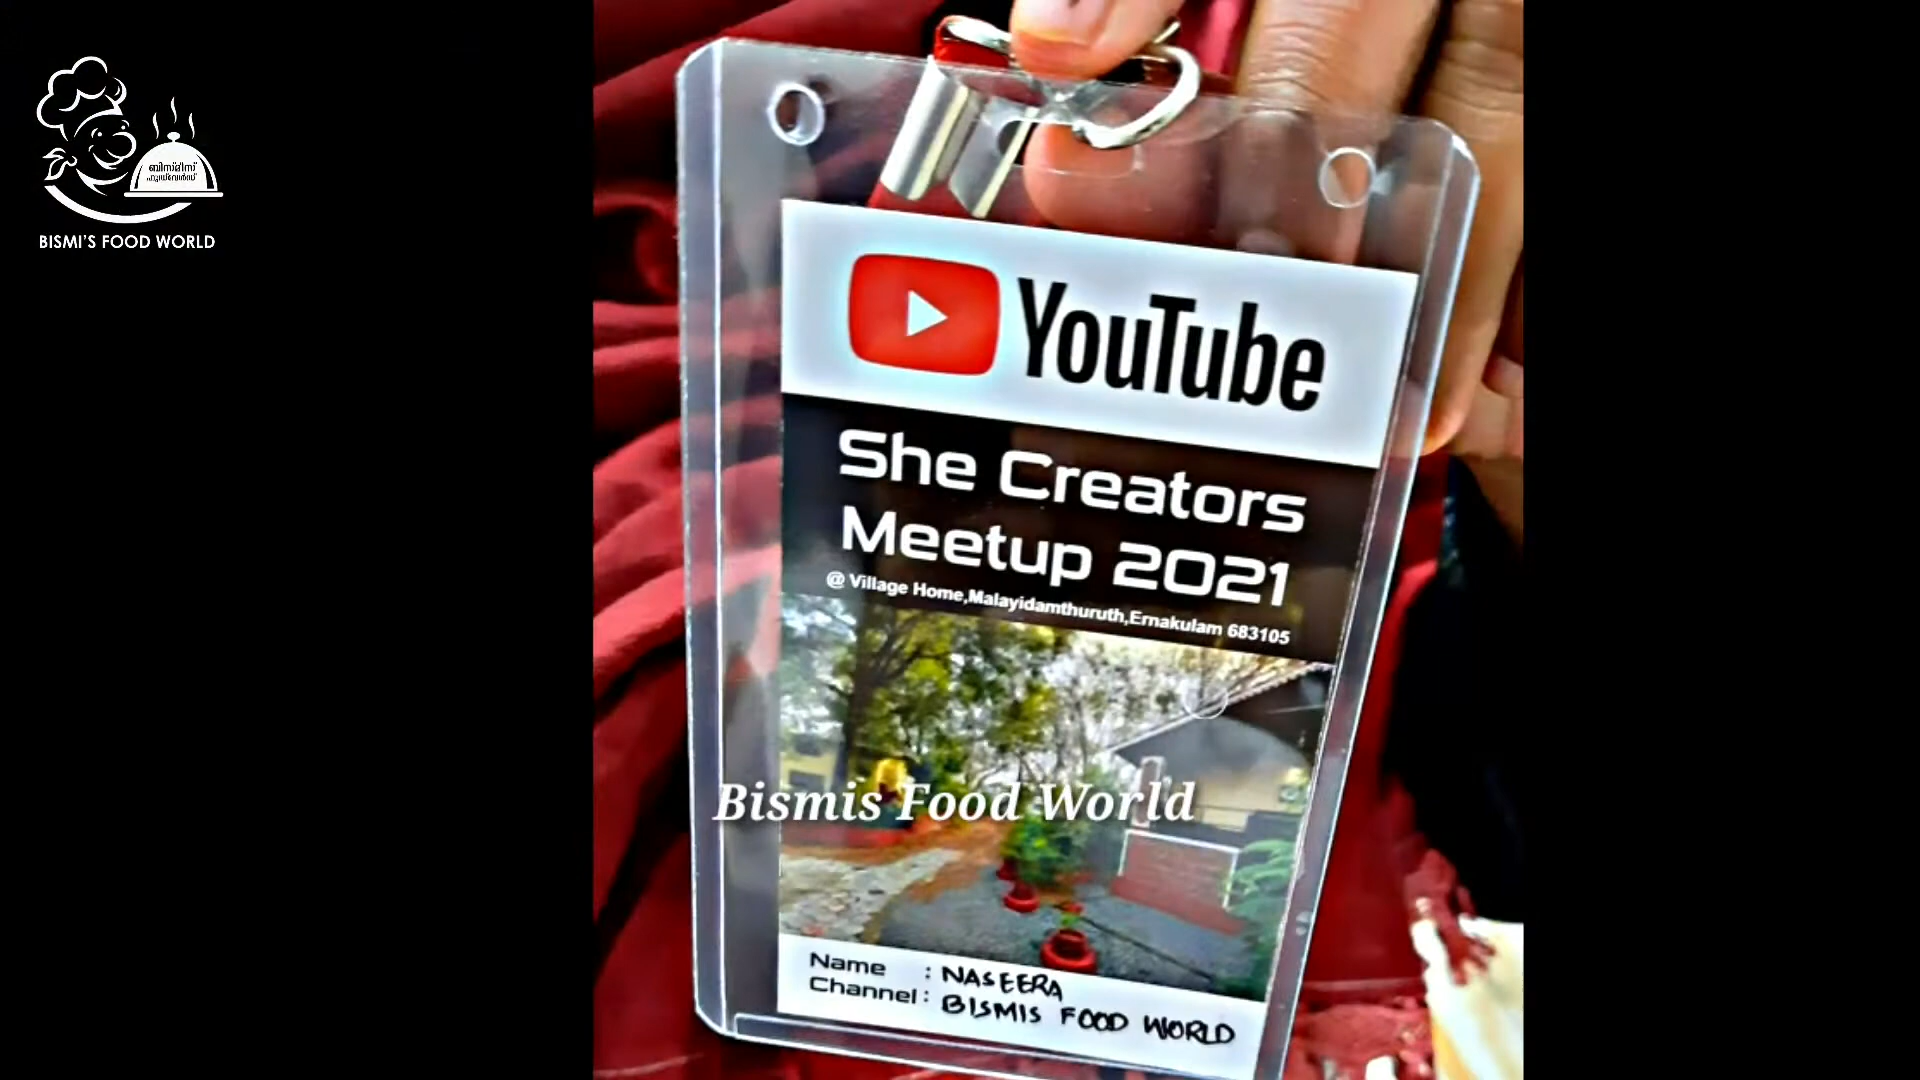 ബിസ്മിസ്
ഫുഡ്‌വേൾഡ്
BISMI'S FOOD WORLD
YouTube
She Creators
Meetup 2021
@ Village Home,Malayidamthuruth,Ernakulam 683105
Bismis Food World
Name : NASEERA
Channel : BISMIS FOOD WORLD